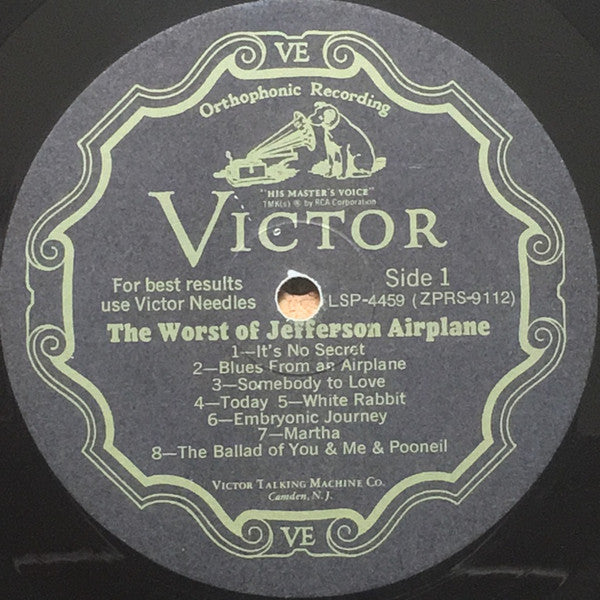 VE
Orthophonic Recording
"HIS MASTER'S VOICE"
TMK(s) ® by RCA Corporation
VICTOR
For best results
use Victor Needles
Side 1
LSP-4459 (ZPRS-9112)
The Worst of Jefferson Airplane
1—It's No Secret
2—Blues From an Airplane
3—Somebody to Love
4—Today 5—White Rabbit
6—Embryonic Journey
7—Martha
8—The Ballad of You & Me & Pooneil
VICTOR TALKING MACHINE CO.
Camden, N. J.
VE